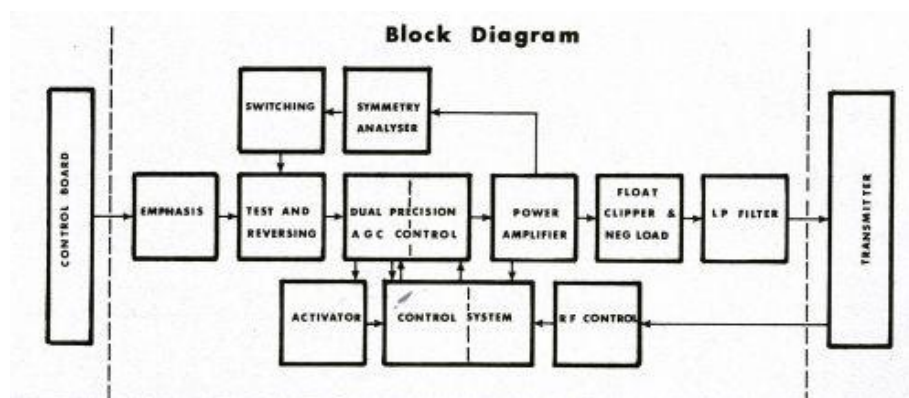 Block Diagram
CONTROL BOARD
SWITCHING
SYMMETRY
ANALYSER
EMPHASIS
TEST AND
REVERSING
DUAL PRECISION
AGC CONTROL
POWER
AMPLIFIER
FLOAT
CLIPPER &
NEG LOAD
LP FILTER
TRANSMITTER
ACTIVATOR
CONTROL SYSTEM
RF CONTROL